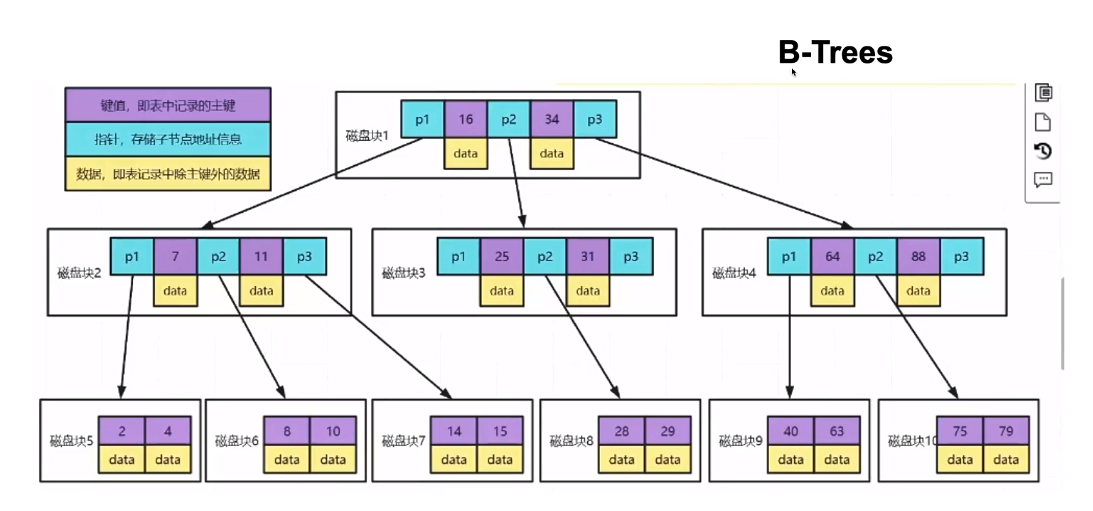 B-Trees
键值，即表中记录的主键
指针，存储子节点地址信息
数据，即表记录中除主键外的数据
磁盘块1
p1 16 p2 34 p3
data data
磁盘块2
p1 7 p2 11 p3
data data
磁盘块3
p1 25 p2 31 p3
data data
磁盘块4
p1 64 p2 88 p3
data data
磁盘块5
2 4
data data
磁盘块6
8 10
data data
磁盘块7
14 15
data data
磁盘块8
28 29
data data
磁盘块9
40 63
data data
磁盘块10
75 79
data data